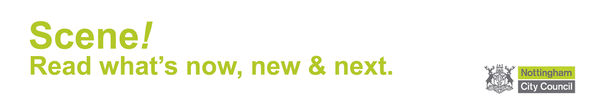 Scene!
Read what's now, new & next.
Nottingham
City Council